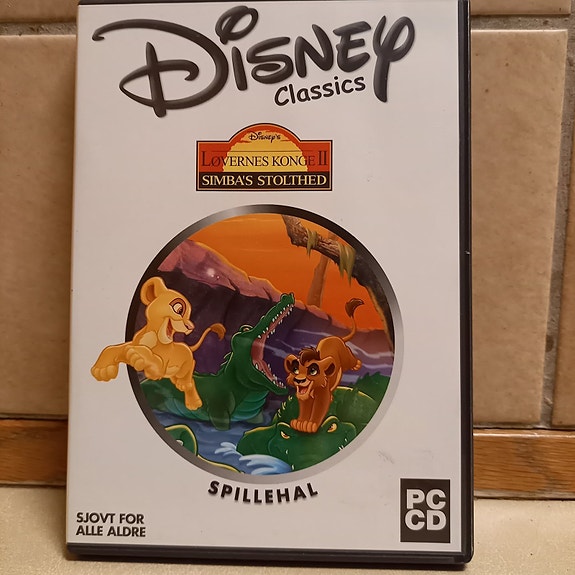 Disney
Classics
Disney's
LØVERNES KONGE II
SIMBA'S STOLTHED
SPILLEHAL
SJOVT FOR
ALLE ALDRE
PC
CD